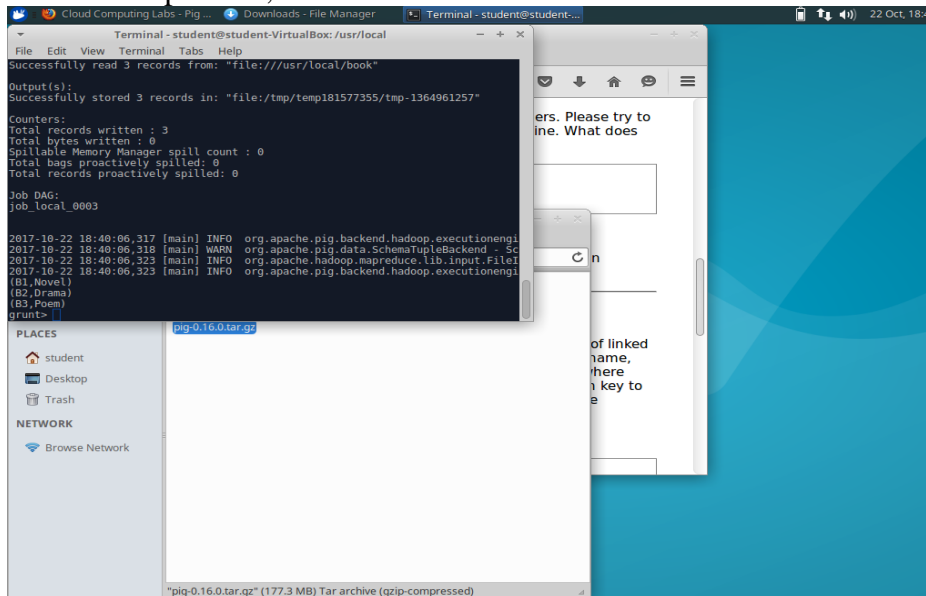 Cloud Computing Labs - Pig ...
Downloads - File Manager
Terminal - student@student-...
22 Oct, 18:4
Terminal - student@student-VirtualBox: /usr/local
File Edit View Terminal Tabs Help
Successfully read 3 records from: "file:///usr/local/book"
Output(s):
Successfully stored 3 records in: "file:/tmp/temp181577355/tmp-1364961257"
Counters:
Total records written : 3
Total bytes written : 0
Spillable Memory Manager spill count : 0
Total bags proactively spilled: 0
Total records proactively spilled: 0
Job DAG:
job_local_0003
2017-10-22 18:40:06,317 [main] INFO org.apache.pig.backend.hadoop.executionengi
2017-10-22 18:40:06,318 [main] WARN org.apache.pig.data.SchemaTupleBackend - Sc
2017-10-22 18:40:06,323 [main] INFO org.apache.hadoop.mapreduce.lib.input.FileI
2017-10-22 18:40:06,323 [main] INFO org.apache.pig.backend.hadoop.executionengi
(B1,Novel)
(B2,Drama)
(B3,Poem)
grunt>
ers. Please try to
ine. What does
n
of linked
name,
where
n key to
e
PLACES
student
Desktop
Trash
NETWORK
Browse Network
pig-0.16.0.tar.gz
"pig-0.16.0.tar.gz" (177.3 MB) Tar archive (gzip-compressed)